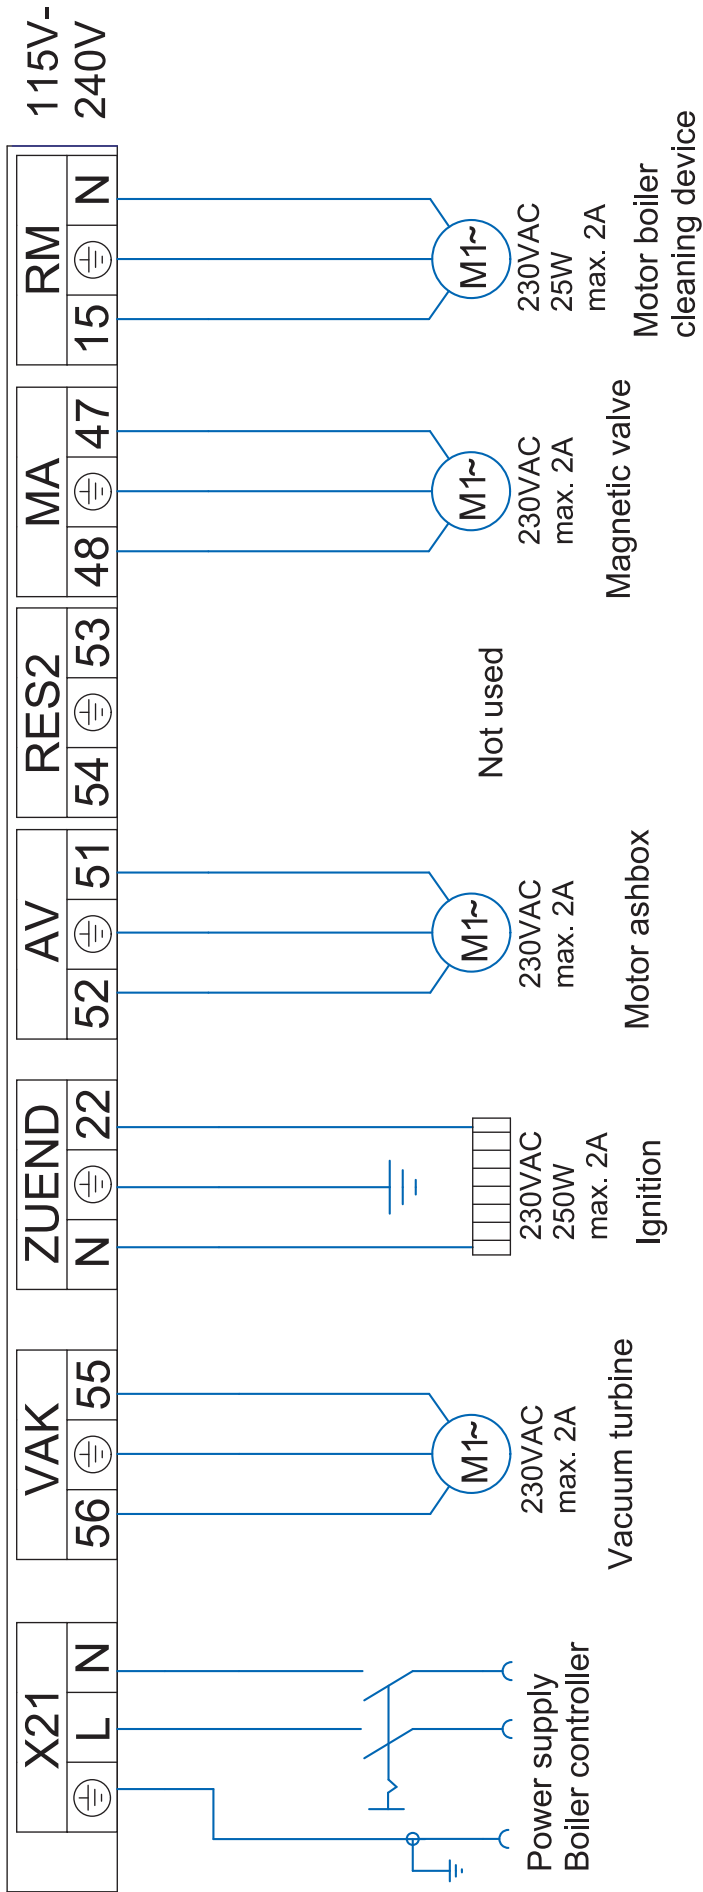 X21
L N
Power supply
Boiler controller
VAK
56 55
M1~
230VAC
max. 2A
Vacuum turbine
ZUEND
N 22
230VAC
250W
max. 2A
Ignition
AV
52 51
M1~
230VAC
max. 2A
Motor ashbox
RES2
54 53
Not used
MA
48 47
M1~
230VAC
max. 2A
Magnetic valve
RM
15 N
M1~
230VAC
25W
max. 2A
Motor boiler
cleaning device
115V-
240V